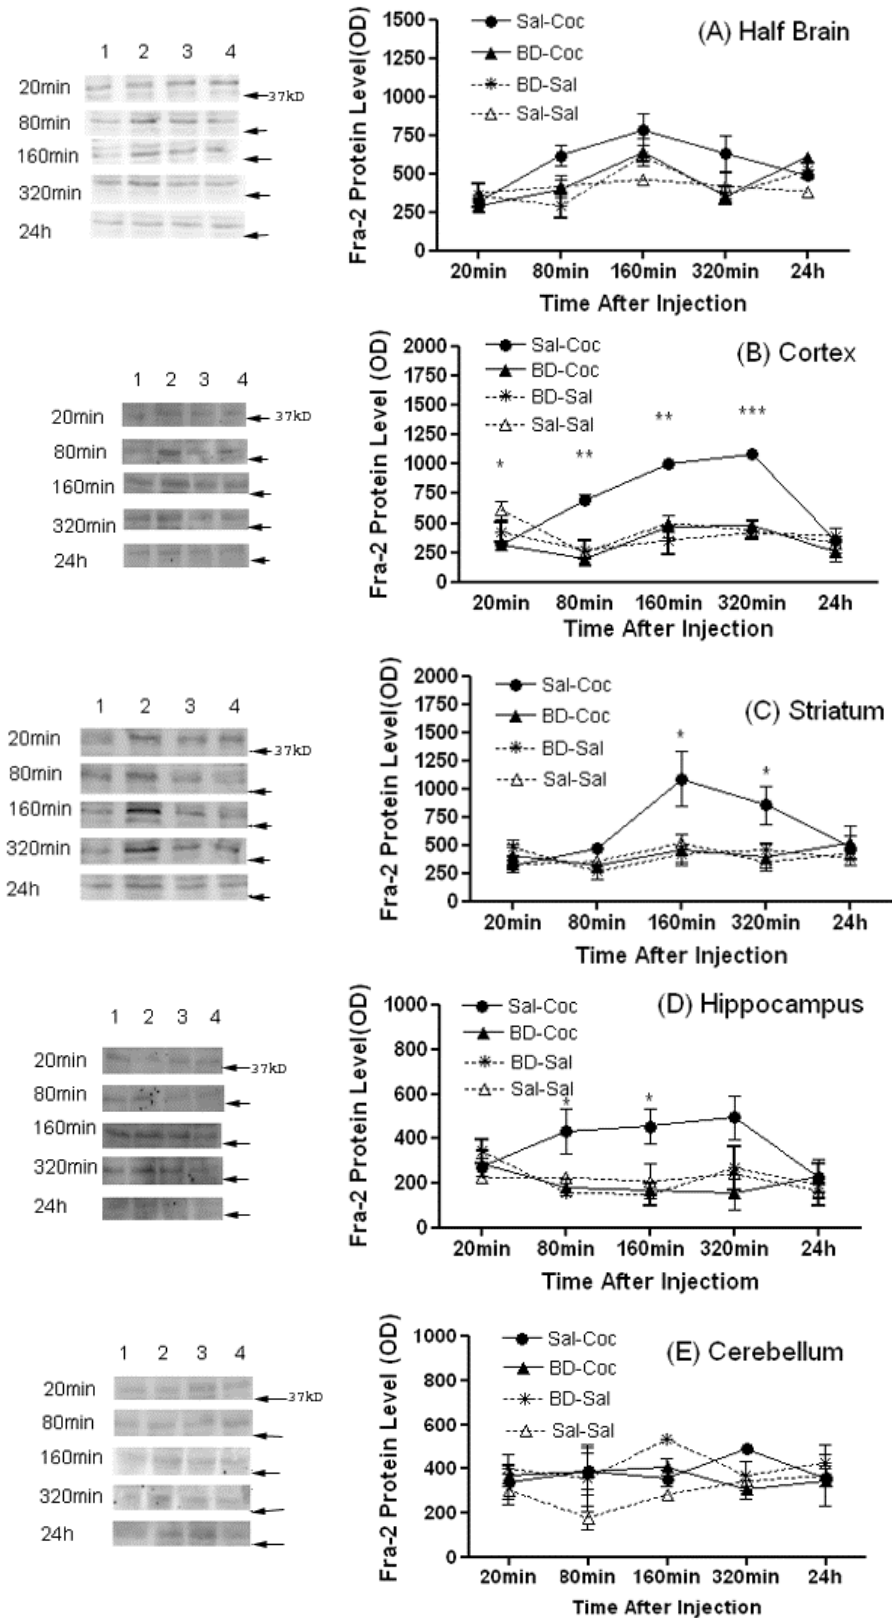 1 2 3 4
20min
37kD
80min
160min
320min
24h
(A) Half Brain
Sal-Coc
BD-Coc
BD-Sal
Sal-Sal
Fra-2 Protein Level(OD)
1500
1250
1000
750
500
250
0
20min 80min 160min 320min 24h
Time After Injection
1 2 3 4
20min
37kD
80min
160min
320min
24h
(B) Cortex
Sal-Coc
BD-Coc
BD-Sal
Sal-Sal
Fra-2 Protein Level (OD)
2000
1750
1500
1250
1000
750
500
250
0
* ** ** ***
20min 80min 160min 320min 24h
Time After Injection
1 2 3 4
20min
37kD
80min
160min
320min
24h
(C) Striatum
Sal-Coc
BD-Coc
BD-Sal
Sal-Sal
Fra-2 Protein Level(OD)
2000
1750
1500
1250
1000
750
500
250
0
* *
20min 80min 160min 320min 24h
Time After Injection
1 2 3 4
20min
37kD
80min
160min
320min
24h
(D) Hippocampus
Sal-Coc
BD-Coc
BD-Sal
Sal-Sal
Fra-2 Protein Level(OD)
1000
800
600
400
200
0
* *
20min 80min 160min 320min 24h
Time After Injectiom
1 2 3 4
20min
37kD
80min
160min
320min
24h
(E) Cerebellum
Sal-Coc
BD-Coc
BD-Sal
Sal-Sal
Fra-2 Protein Level (OD)
1000
800
600
400
200
0
20min 80min 160min 320min 24h
Time After Injection